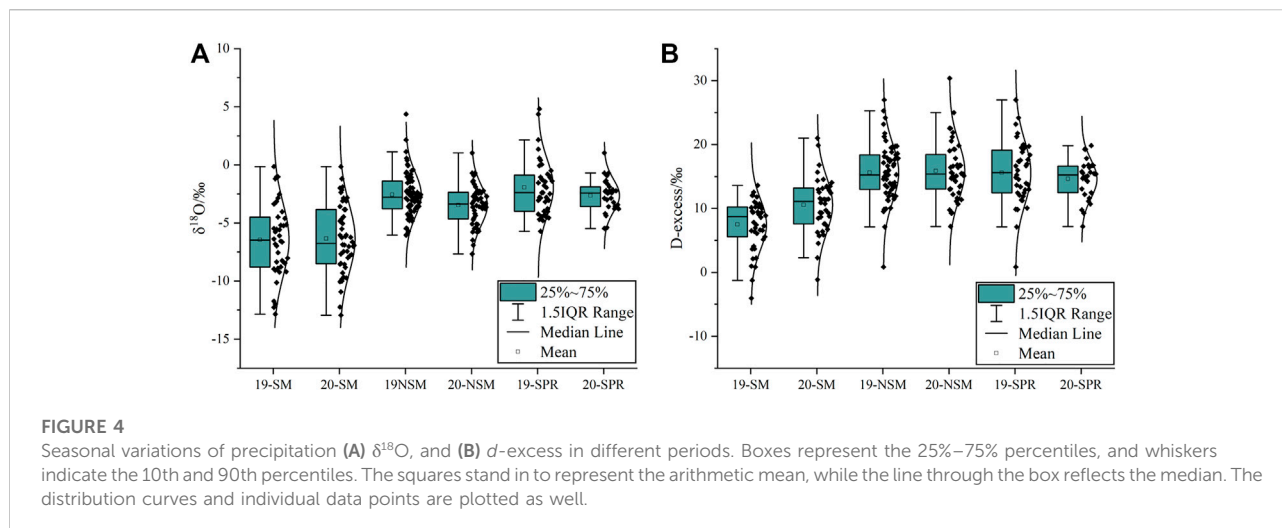 A
10
5
0
-5
-10
-15
δ¹⁸O/‰
19-SM 20-SM 19NSM 20-NSM 19-SPR 20-SPR
25%~75%
1.5IQR Range
Median Line
Mean
B
30
20
10
0
-10
D-excess/‰
19-SM 20-SM 19-NSM 20-NSM 19-SPR 20-SPR
25%~75%
1.5IQR Range
Median Line
Mean
FIGURE 4
Seasonal variations of precipitation (A) δ¹⁸O, and (B) d-excess in different periods. Boxes represent the 25%–75% percentiles, and whiskers
indicate the 10th and 90th percentiles. The squares stand in to represent the arithmetic mean, while the line through the box reflects the median. The
distribution curves and individual data points are plotted as well.